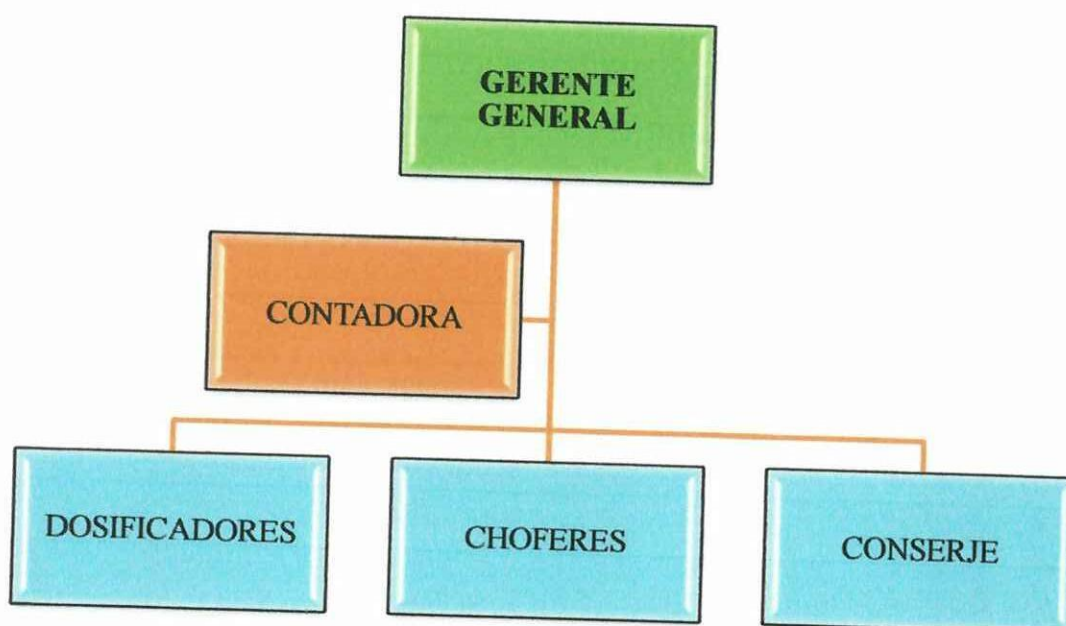 GERENTE
GENERAL
CONTADORA
DOSIFICADORES
CHOFERES
CONSERJE